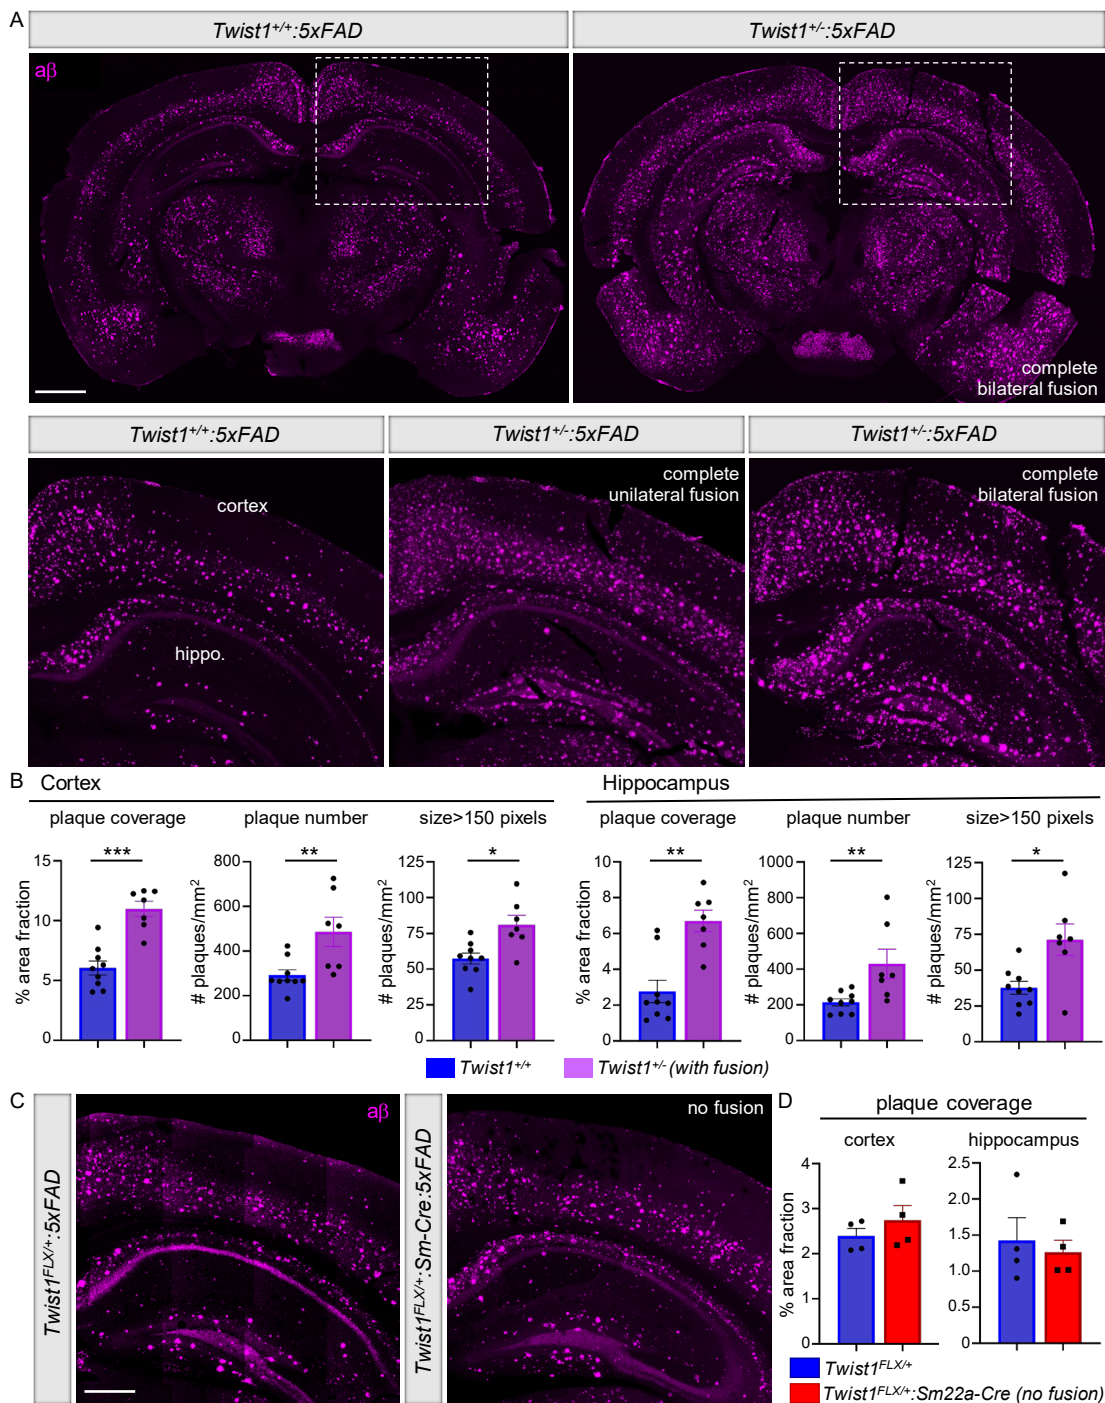 A
Twist1+/+:5xFAD
Twist1+/-:5xFAD
aβ
complete
bilateral fusion
Twist1+/+:5xFAD
Twist1+/-:5xFAD
Twist1+/-:5xFAD
cortex
hippo.
complete
unilateral fusion
complete
bilateral fusion
B
Cortex
Hippocampus
plaque coverage
plaque number
size>150 pixels
plaque coverage
plaque number
size>150 pixels
% area fraction
15
10
5
0
***
# plaques/mm2
800
600
400
200
0
**
# plaques/mm2
125
100
75
50
25
0
*
% area fraction
10
8
6
4
2
0
**
# plaques/mm2
1000
800
600
400
200
0
**
# plaques/mm2
125
100
75
50
25
0
*
Twist1+/+
Twist1+/- (with fusion)
C
Twist1FLX/+:5xFAD
aβ
Twist1FLX/+:Sm-Cre:5xFAD
no fusion
D
plaque coverage
cortex
hippocampus
% area fraction
4
3
2
1
0
2.5
2.0
1.5
1.0
0.5
0.0
Twist1FLX/+
Twist1FLX/+:Sm22a-Cre (no fusion)